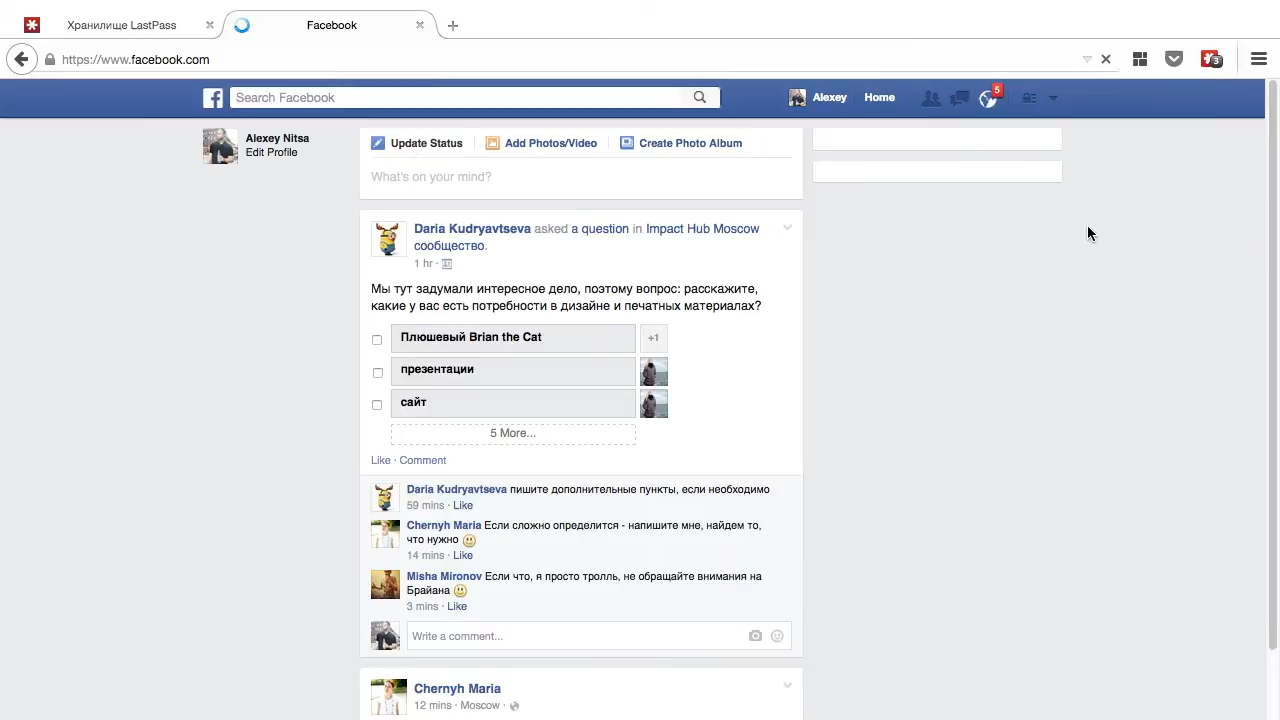 Хранилище LastPass
Facebook
https://www.facebook.com
3
Search Facebook
Alexey
Home
5
Alexey Nitsa
Edit Profile
Update Status
Add Photos/Video
Create Photo Album
What's on your mind?
Daria Kudryavtseva asked a question in Impact Hub Moscow
сообщество.
1 hr ·
Мы тут задумали интересное дело, поэтому вопрос: расскажите,
какие у вас есть потребности в дизайне и печатных материалах?
Плюшевый Brian the Cat
+1
презентации
сайт
5 More...
Like · Comment
Daria Kudryavtseva пишите дополнительные пункты, если необходимо
59 mins · Like
Chernyh Maria Если сложно определится - напишите мне, найдем то,
что нужно
14 mins · Like
Misha Mironov Если что, я просто тролль, не обращайте внимания на
Брайана
3 mins · Like
Write a comment...
Chernyh Maria
12 mins · Moscow ·